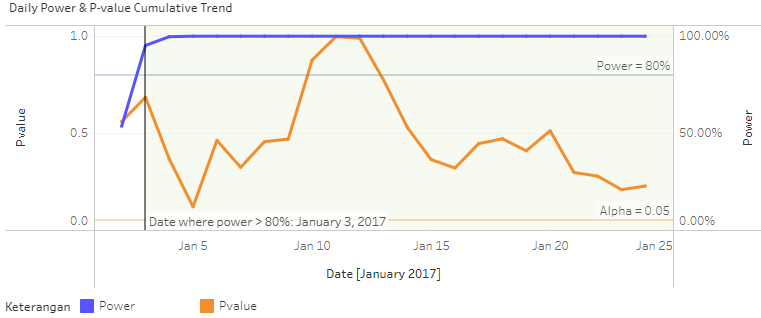 Daily Power & P-value Cumulative Trend
1.0
100.00%
Power = 80%
Pvalue
0.5
50.00%
Power
Alpha = 0.05
0.0
Date where power > 80%: January 3, 2017
0.00%
Jan 5
Jan 10
Jan 15
Jan 20
Jan 25
Date [January 2017]
Keterangan
Power
Pvalue